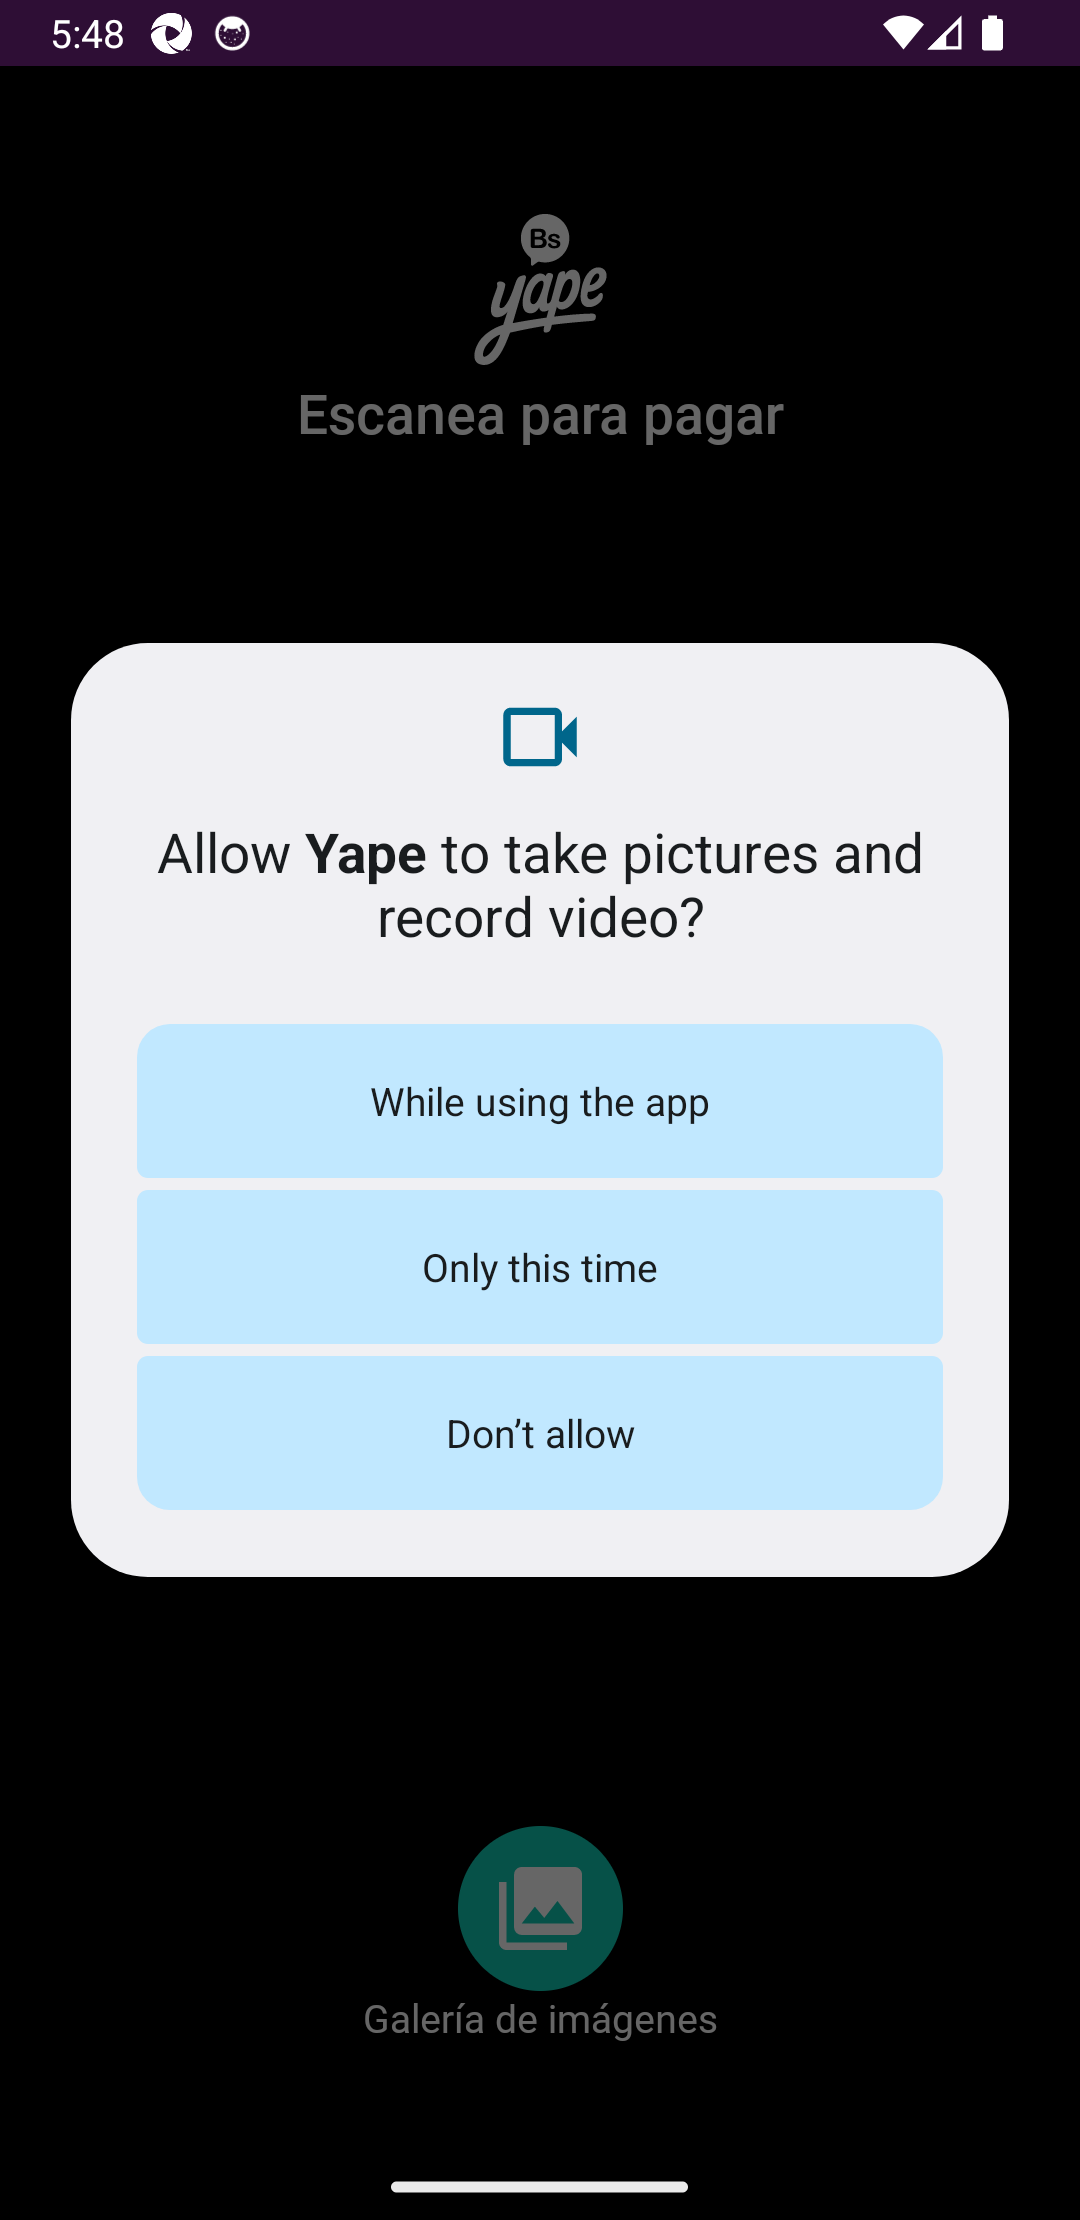 5:48
Bs
yape
Escanea para pagar
Allow Yape to take pictures and
record video?
While using the app
Only this time
Don’t allow
Galería de imágenes